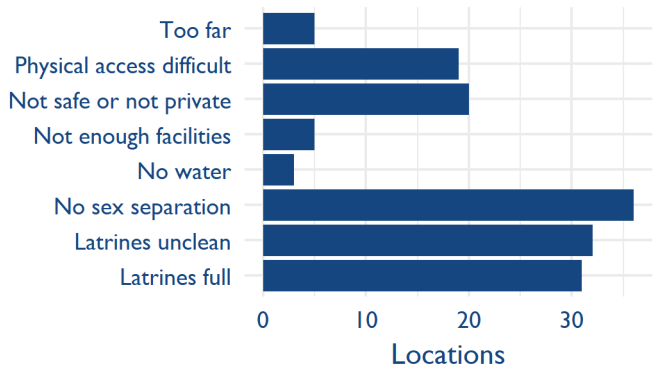 Too far
Physical access difficult
Not safe or not private
Not enough facilities
No water
No sex separation
Latrines unclean
Latrines full
0 10 20 30
Locations